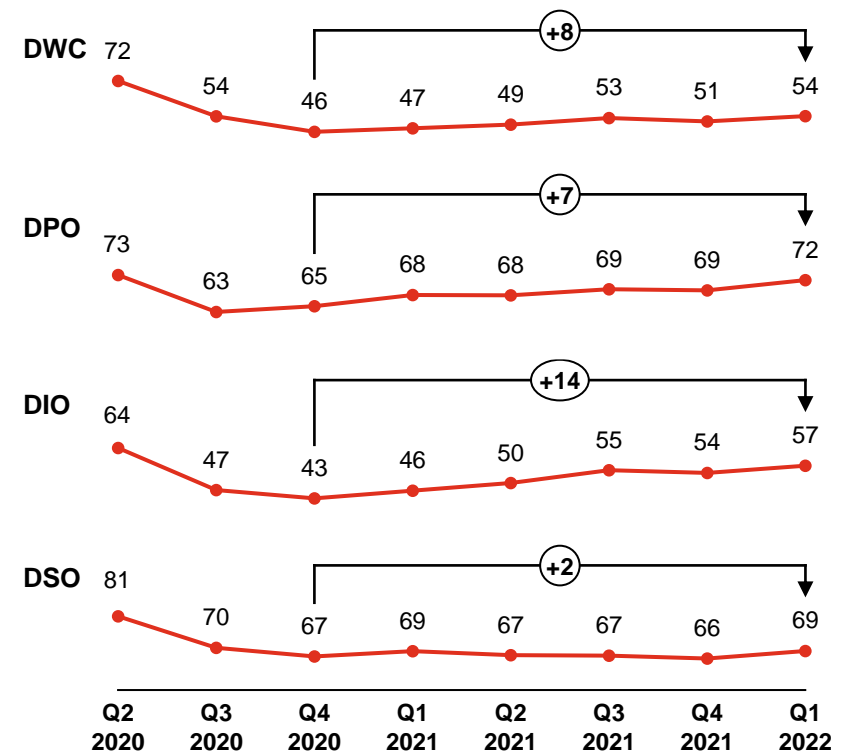 +8
DWC 72 54 46 47 49 53 51 54
+7
DPO
73 63 65 68 68 69 69 72
+14
DIO
64 47 43 46 50 55 54 57
+2
DSO 81 70 67 69 67 67 66 69
Q2 Q3 Q4 Q1 Q2 Q3 Q4 Q1
2020 2020 2020 2021 2021 2021 2021 2022